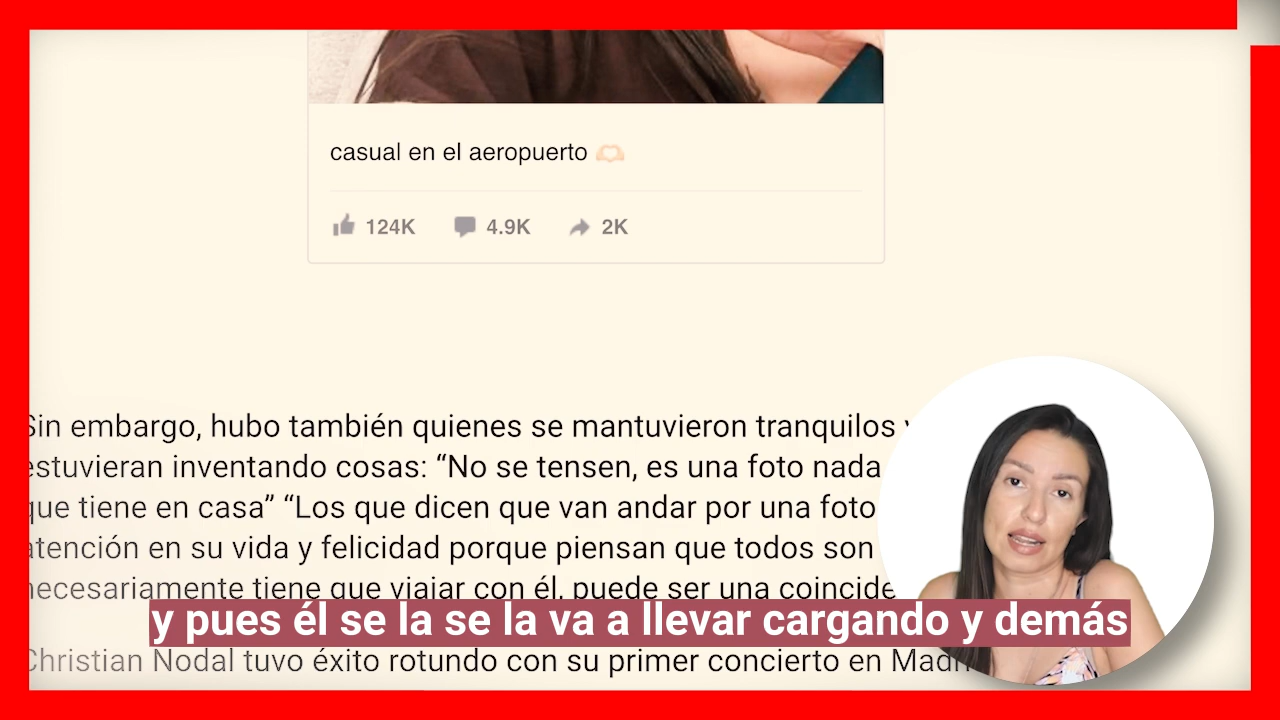 casual en el aeropuerto 🫶🏻
124K 4.9K 2K
Sin embargo, hubo también quienes se mantuvieron tranquilos
estuvieran inventando cosas: “No se tensen, es una foto nada
que tiene en casa” “Los que dicen que van andar por una foto
atención en su vida y felicidad porque piensan que todos son
necesariamente tiene que viajar con él, puede ser una coincide
y pues él se la se la va a llevar cargando y demás
Christian Nodal tuvo éxito rotundo con su primer concierto en Madri